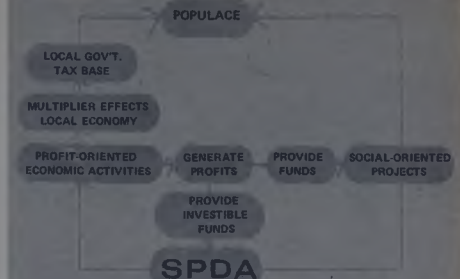 POPULACE
LOCAL GOV'T.
TAX BASE
MULTIPLIER EFFECTS
LOCAL ECONOMY
PROFIT-ORIENTED
ECONOMIC ACTIVITIES
GENERATE
PROFITS
PROVIDE
FUNDS
SOCIAL-ORIENTED
PROJECTS
PROVIDE
INVESTIBLE
FUNDS
SPDA